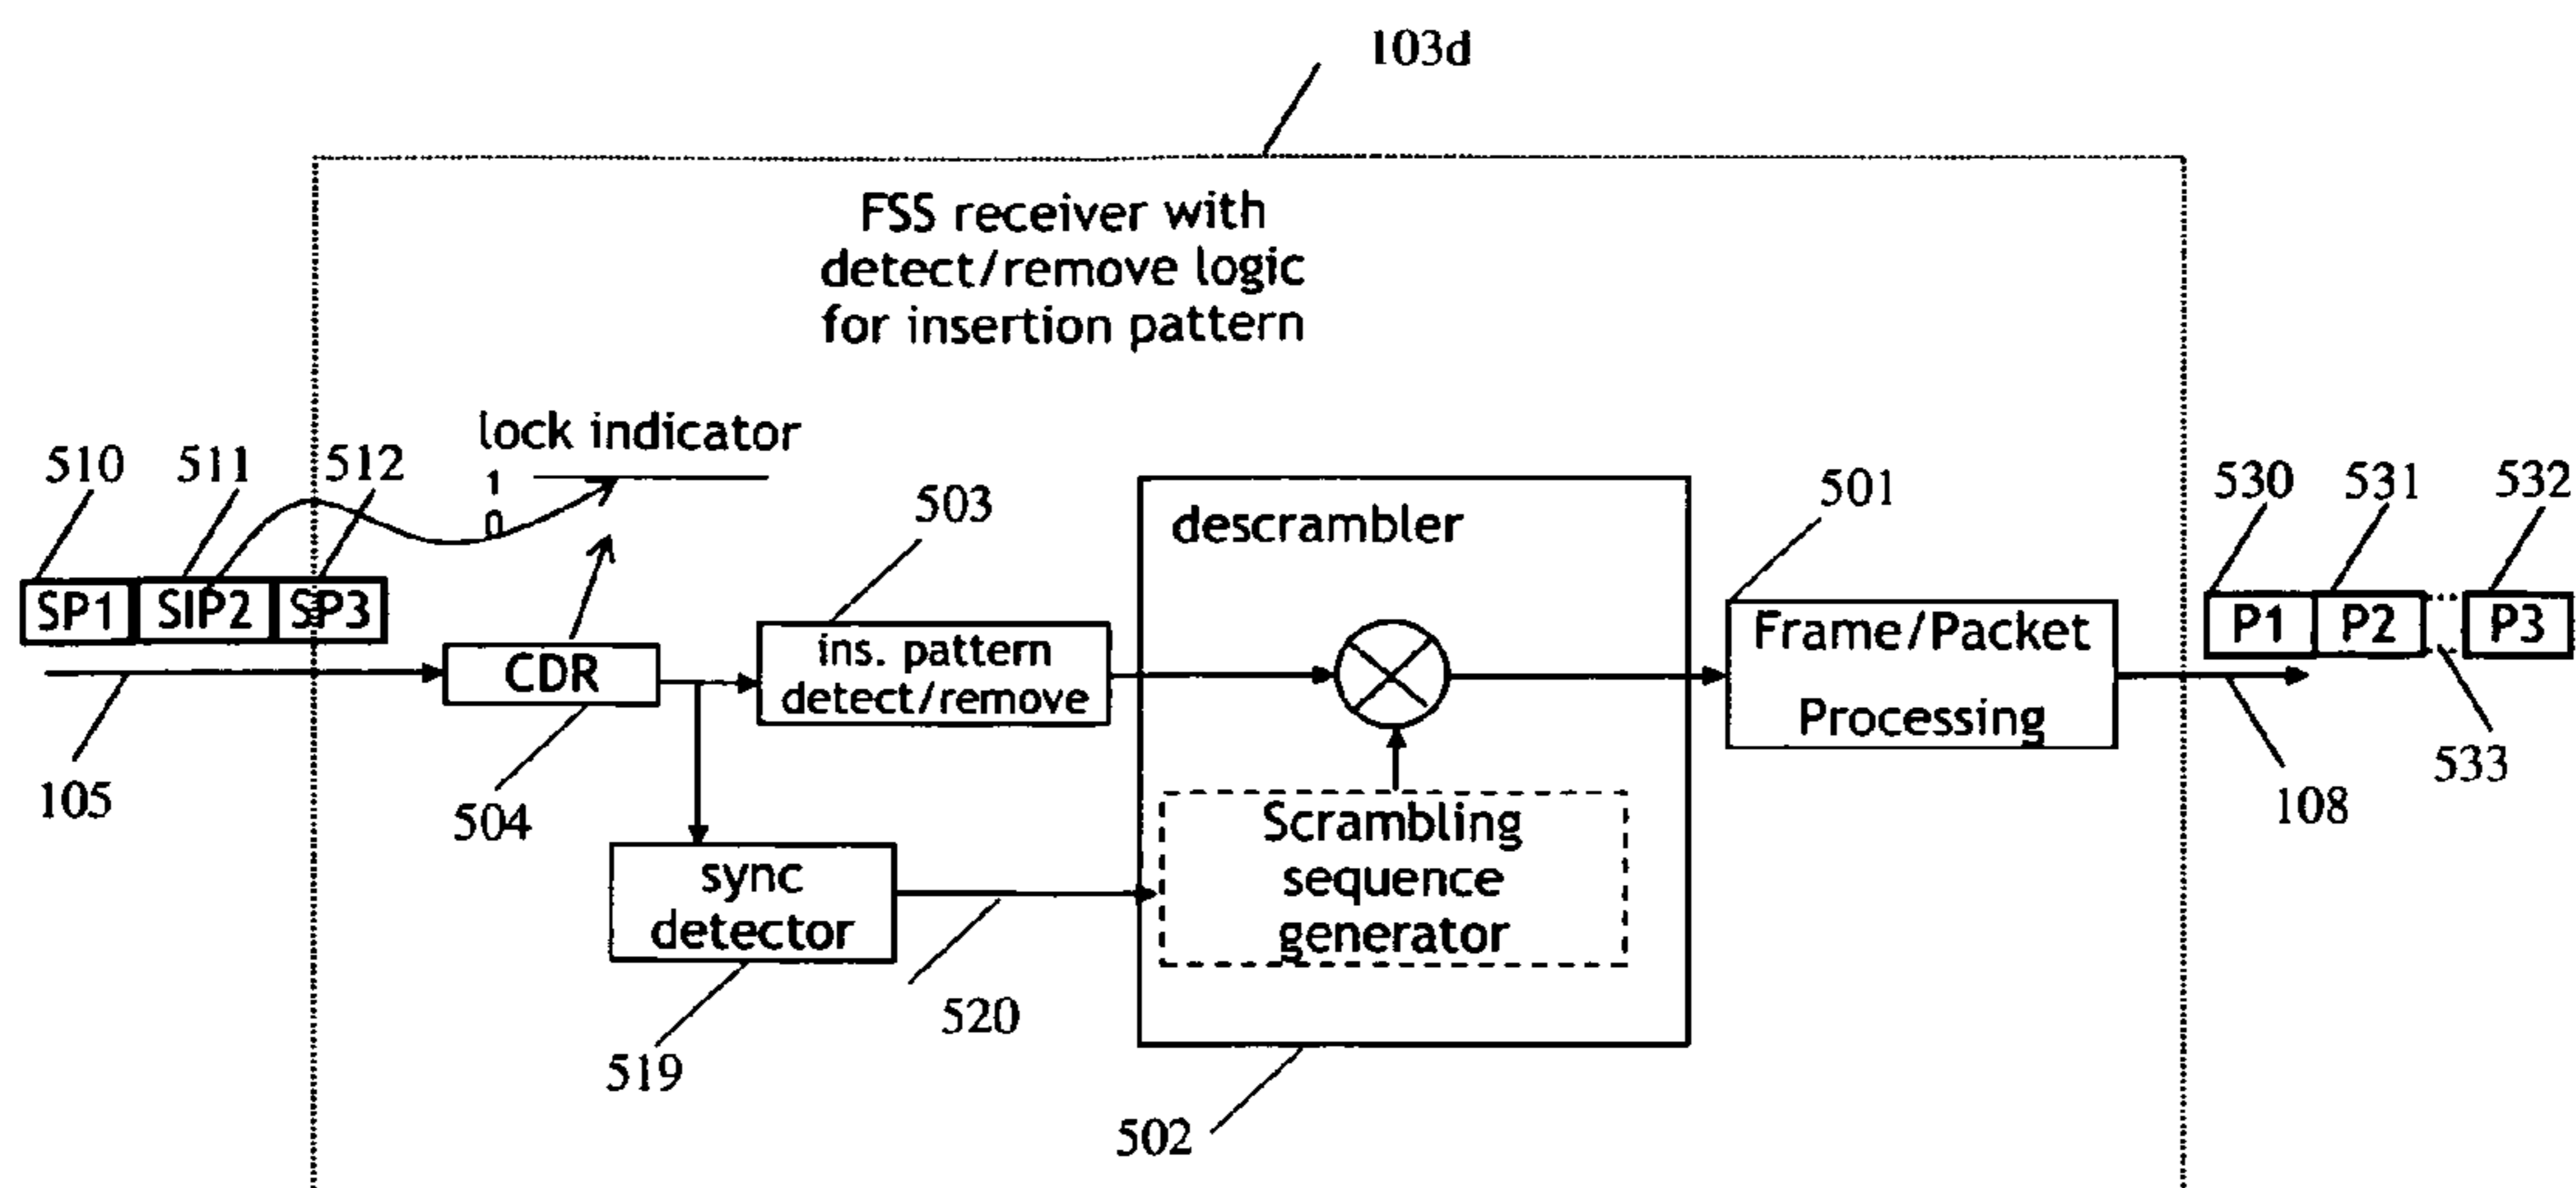 103d
FSS receiver with
detect/remove logic
for insertion pattern
lock indicator
1
0
510
511
512
SP1
SIP2
SP3
105
CDR
504
503
ins. pattern
detect/remove
sync
detector
519
520
descrambler
Scrambling
sequence
generator
502
501
Frame/Packet
Processing
530
531
532
P1
P2
P3
533
108